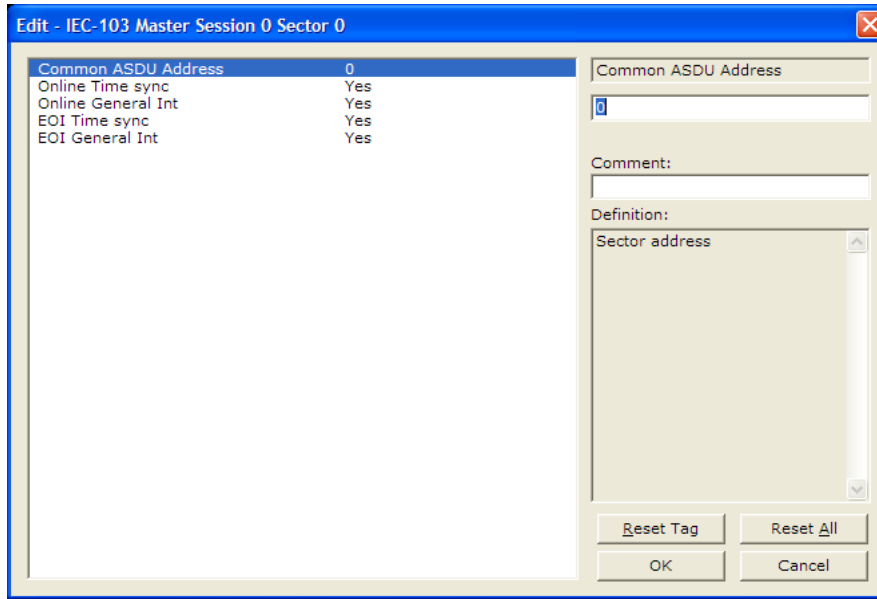 Edit - IEC-103 Master Session 0 Sector 0
Common ASDU Address 0
Online Time sync Yes
Online General Int Yes
EOI Time sync Yes
EOI General Int Yes
Common ASDU Address
0
Comment:
Definition:
Sector address
Reset Tag Reset All
OK Cancel